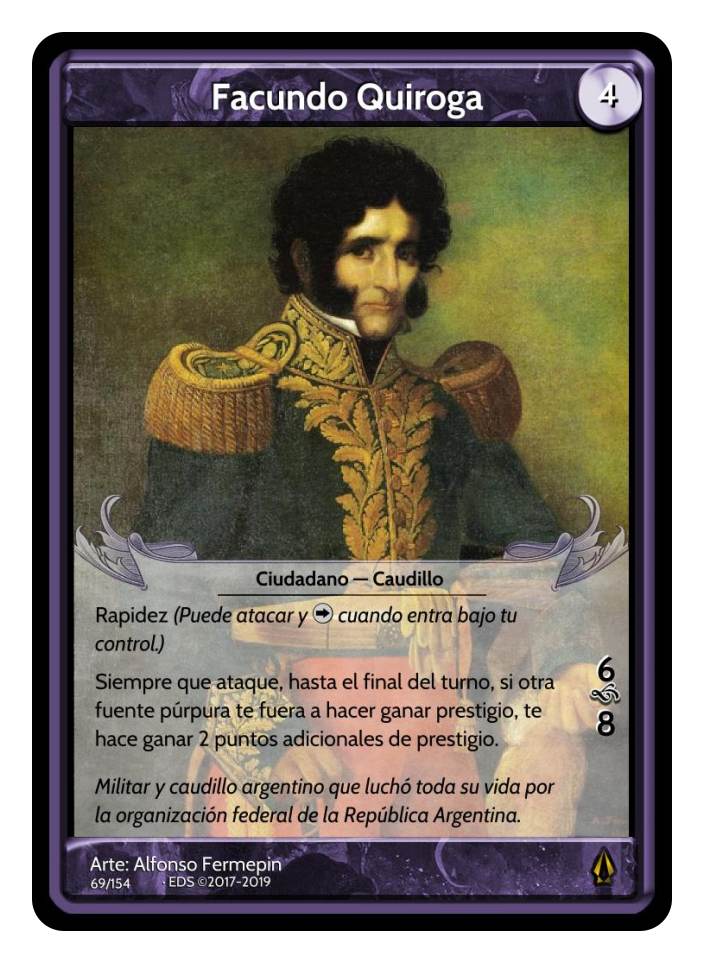 Facundo Quiroga
4
Ciudadano — Caudillo
Rapidez (Puede atacar y cuando entra bajo tu
control.)
Siempre que ataque, hasta el final del turno, si otra
fuente púrpura te fuera a hacer ganar prestigio, te
hace ganar 2 puntos adicionales de prestigio.
6
8
Militar y caudillo argentino que luchó toda su vida por
la organización federal de la República Argentina.
Arte: Alfonso Fermepin
69/154 · EDS ©2017-2019